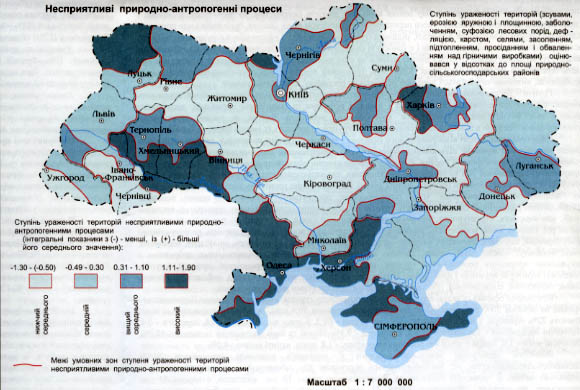 Несприятливі природно-антропогенні процеси
Ступінь ураженості територій (зсувами,
ерозією яружною і площинною, заболо-
ченням, суфозією лесових порід, деф-
ляцією, карстом, селями, засоленням,
підтопленням, просіданням і обвален-
ням над гірничими виробками) оціню-
вався у відсотках до площі природно-
сільськогосподарських районів
Чернігів
Суми
Луцьк
Рівне
Житомир
КИЇВ
Харків
Львів
Тернопіль
Полтава
Хмельницький
Черкаси
Луганськ
Вінниця
Івано-
Франківськ
Ужгород
Дніпропетровськ
Кіровоград
Донецьк
Чернівці
Запоріжжя
Ступінь ураженості територій несприятливими природно-
антропогенними процесами
(інтегральні показники з (-) - менші, із (+) - більші
його середнього значення):
Миколаїв
Одеса
Херсон
-1.30 - (-0.50)
-0.49 - 0.30
0.31 - 1.10
1.11- 1.90
нижчий
середнього
середній
вищий
середнього
високий
СІМФЕРОПОЛЬ
Межі умовних зон ступеня ураженості територій
несприятливими природно-антропогенними процесами
Масштаб 1 : 7 000 000